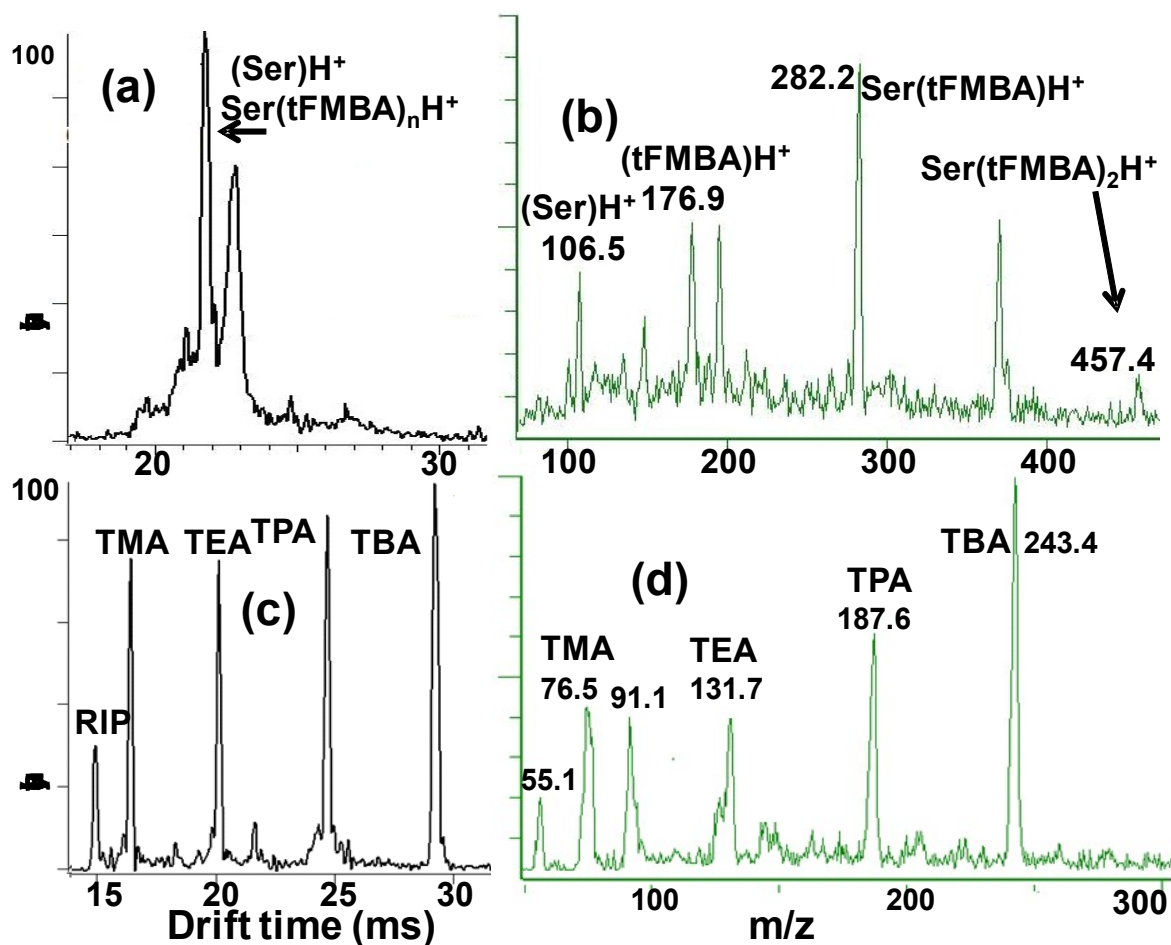 100
(a)
(Ser)H⁺
Ser(tFMBA)ₙH⁺
20
30
(b)
282.2
Ser(tFMBA)H⁺
(tFMBA)H⁺
176.9
Ser(tFMBA)₂H⁺
(Ser)H⁺
106.5
457.4
100
200
300
400
100
TMA
TEA
TPA
TBA
(c)
RIP
15
20
25
30
Drift time (ms)
TBA 243.4
(d)
TPA
187.6
TMA
76.5
91.1
TEA
131.7
55.1
100
200
300
m/z